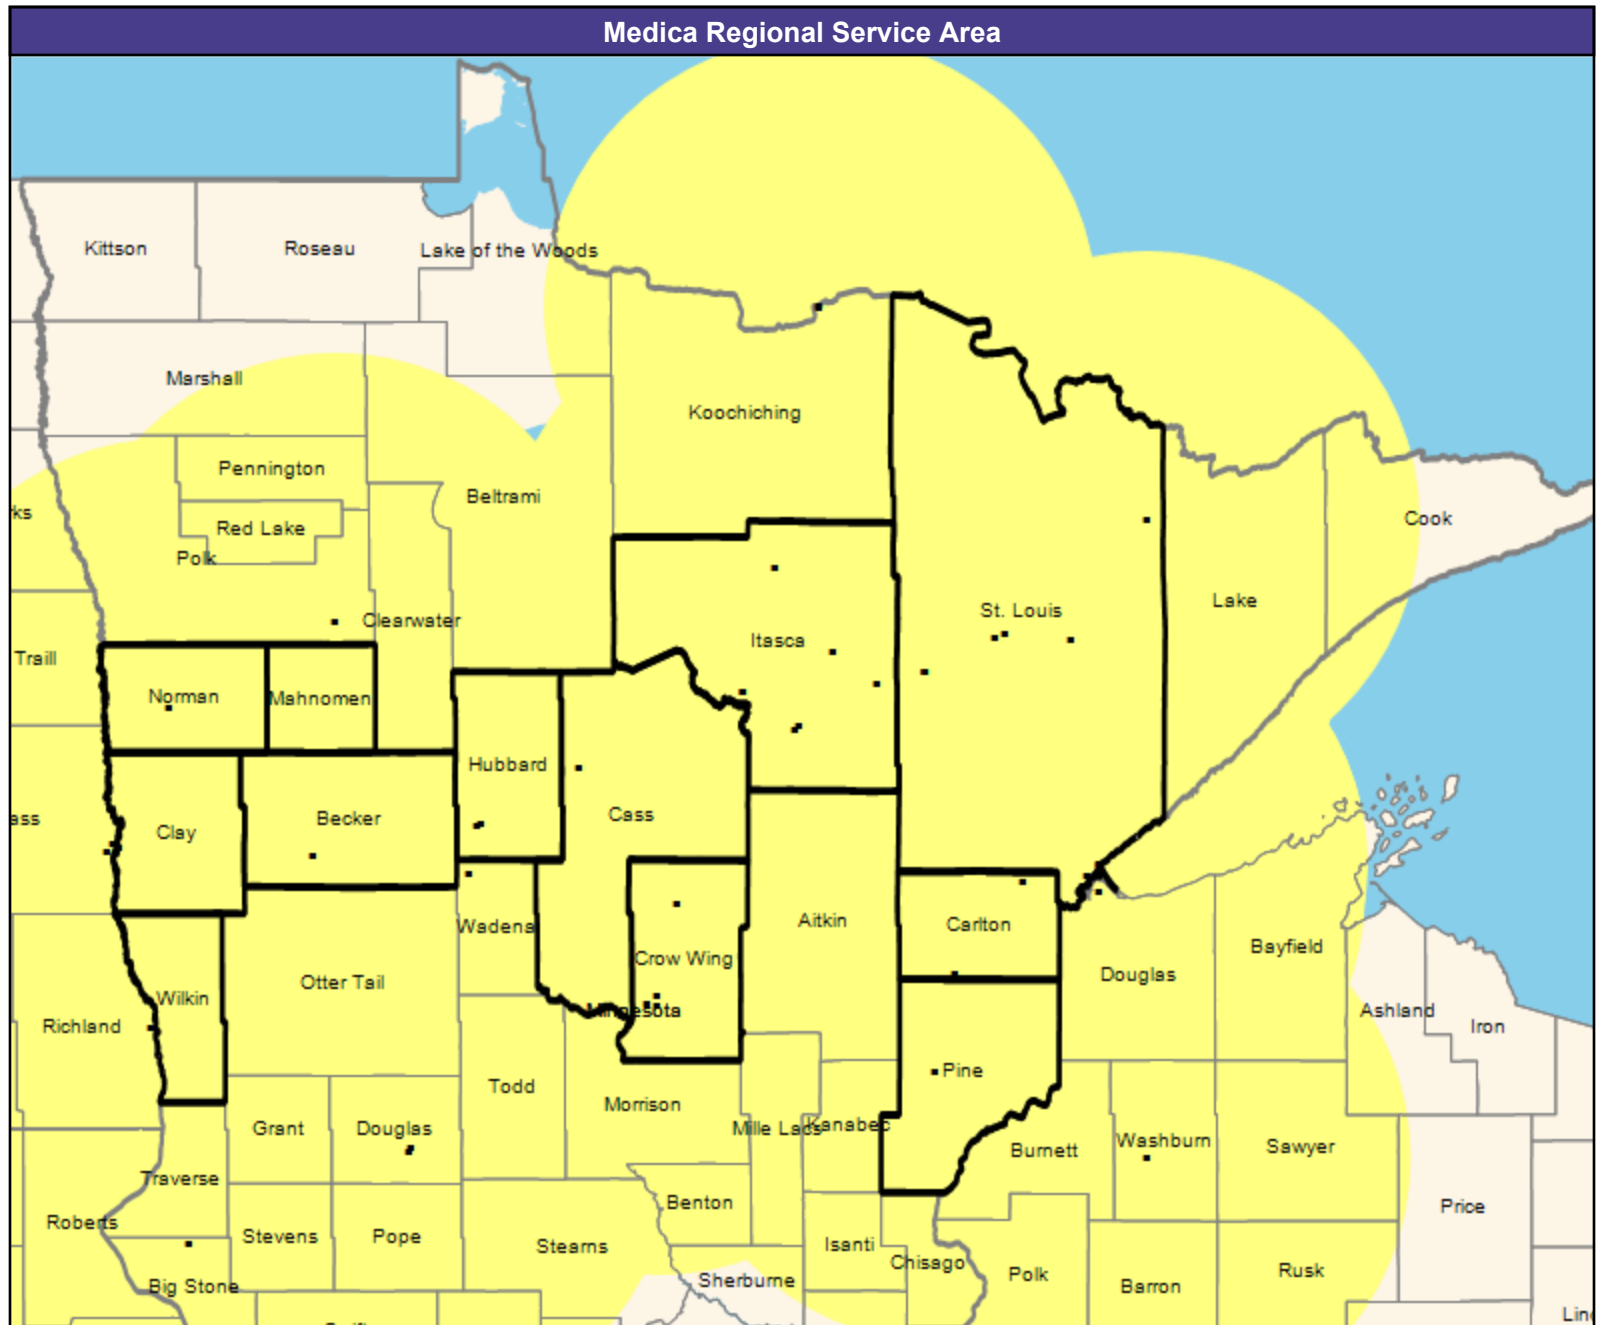 Medica Regional Service Area
Kittson
Roseau
Lake of the Woods
Marshall
Koochiching
Pennington
Beltrami
ks
Red Lake
Cook
Polk
Clearwater
St. Louis
Lake
Itasca
Traill
Norman
Mahnomen
Hubbard
ass
Clay
Becker
Cass
Wadena
Aitkin
Carlton
Crow Wing
Bayfield
Otter Tail
Douglas
Wilkin
Minnesota
Richland
Ashland
Iron
Pine
Todd
Morrison
Grant
Douglas
Mille Lacs
Kanabec
Burnett
Washburn
Sawyer
Traverse
Benton
Price
Roberts
Stevens
Pope
Stearns
Isanti
Chisago
Sherburne
Polk
Rusk
Big Stone
Barron